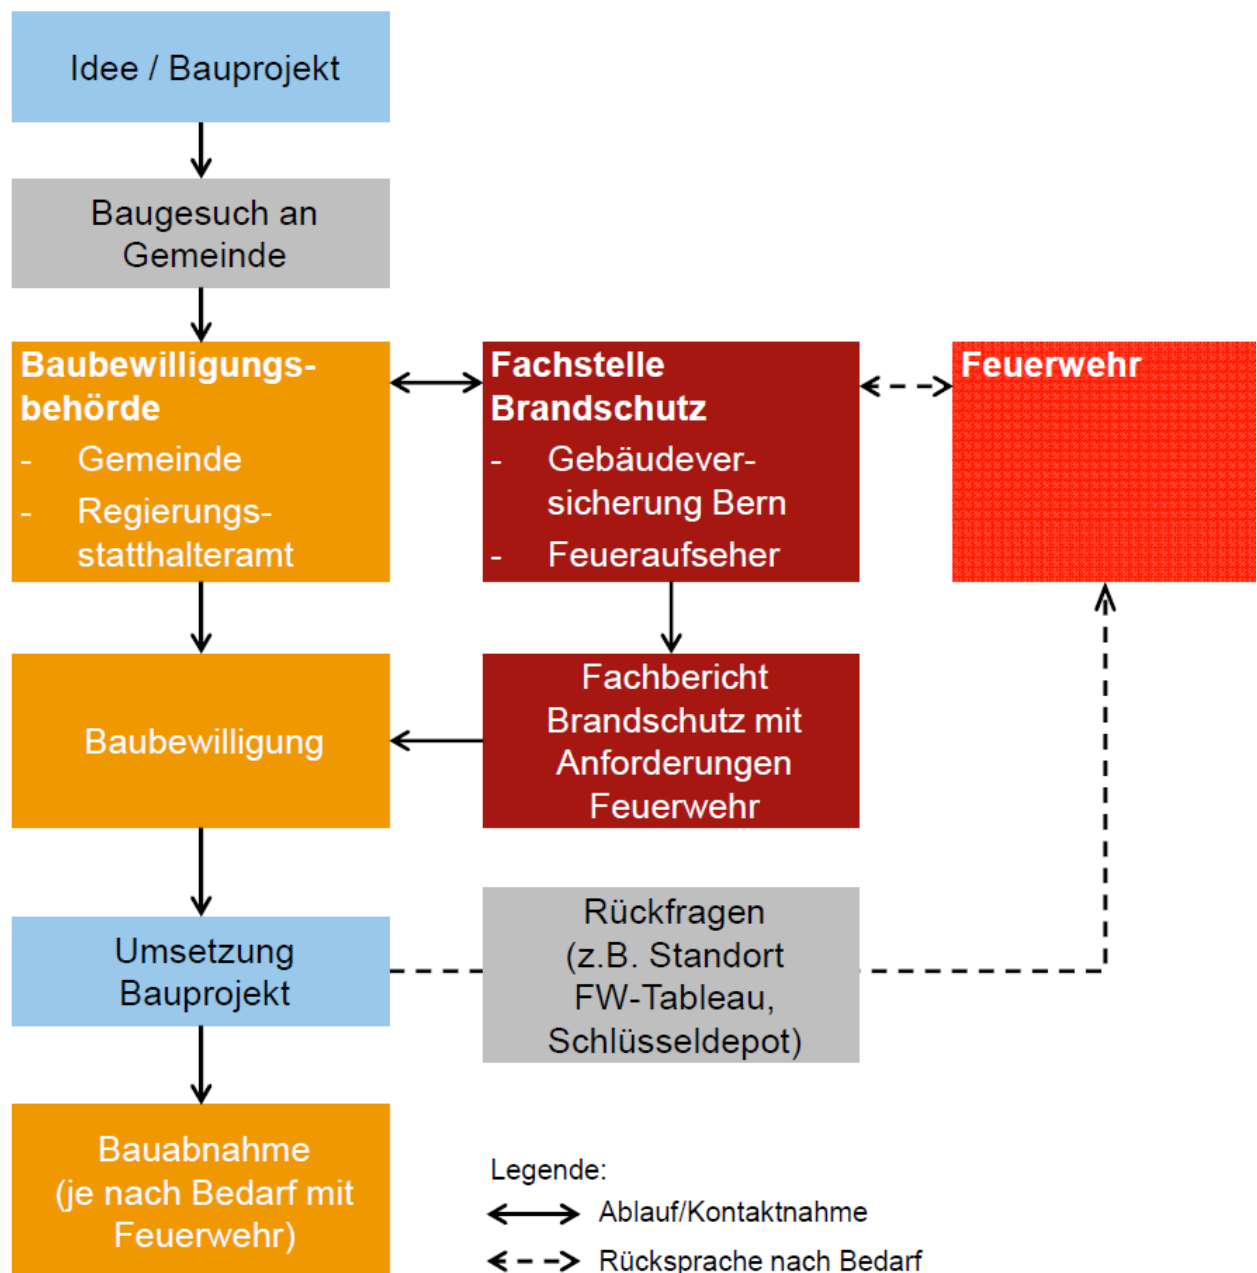 Idee / Bauprojekt
Baugesuch an
Gemeinde
Baubewilligungs-
behörde
- Gemeinde
- Regierungs-
statthalteramt
Fachstelle
Brandschutz
- Gebäudever-
sicherung Bern
- Feueraufseher
Feuerwehr
Baubewilligung
Fachbericht
Brandschutz mit
Anforderungen
Feuerwehr
Umsetzung
Bauprojekt
Rückfragen
(z.B. Standort
FW-Tableau,
Schlüsseldepot)
Bauabnahme
(je nach Bedarf mit
Feuerwehr)
Legende:
Ablauf/Kontaktnahme
Rücksprache nach Bedarf